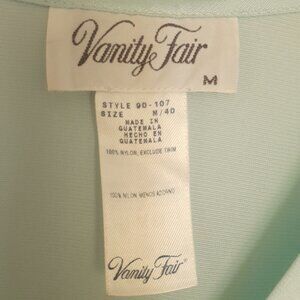 Vanity Fair
M
STYLE 90-107
SIZE M/40
MADE IN
GUATEMALA
HECHO EN
GUATEMALA
100% NYLON, EXCLUDE TRIM
100% NILON MENOS ADORNO
Vanity Fair®